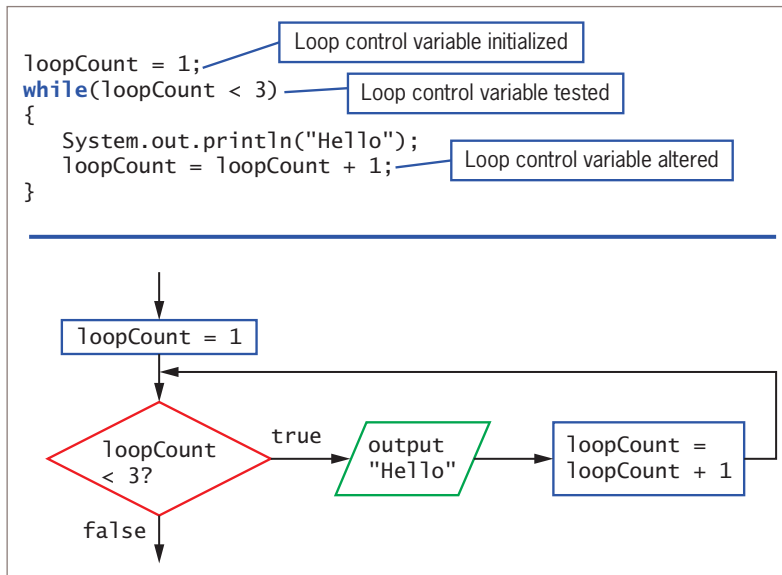 Loop control variable initialized
loopCount = 1;
while(loopCount < 3)
Loop control variable tested
{
System.out.println("Hello");
loopCount = loopCount + 1;
Loop control variable altered
}
loopCount = 1
loopCount
< 3?
true
output
"Hello"
loopCount =
loopCount + 1
false